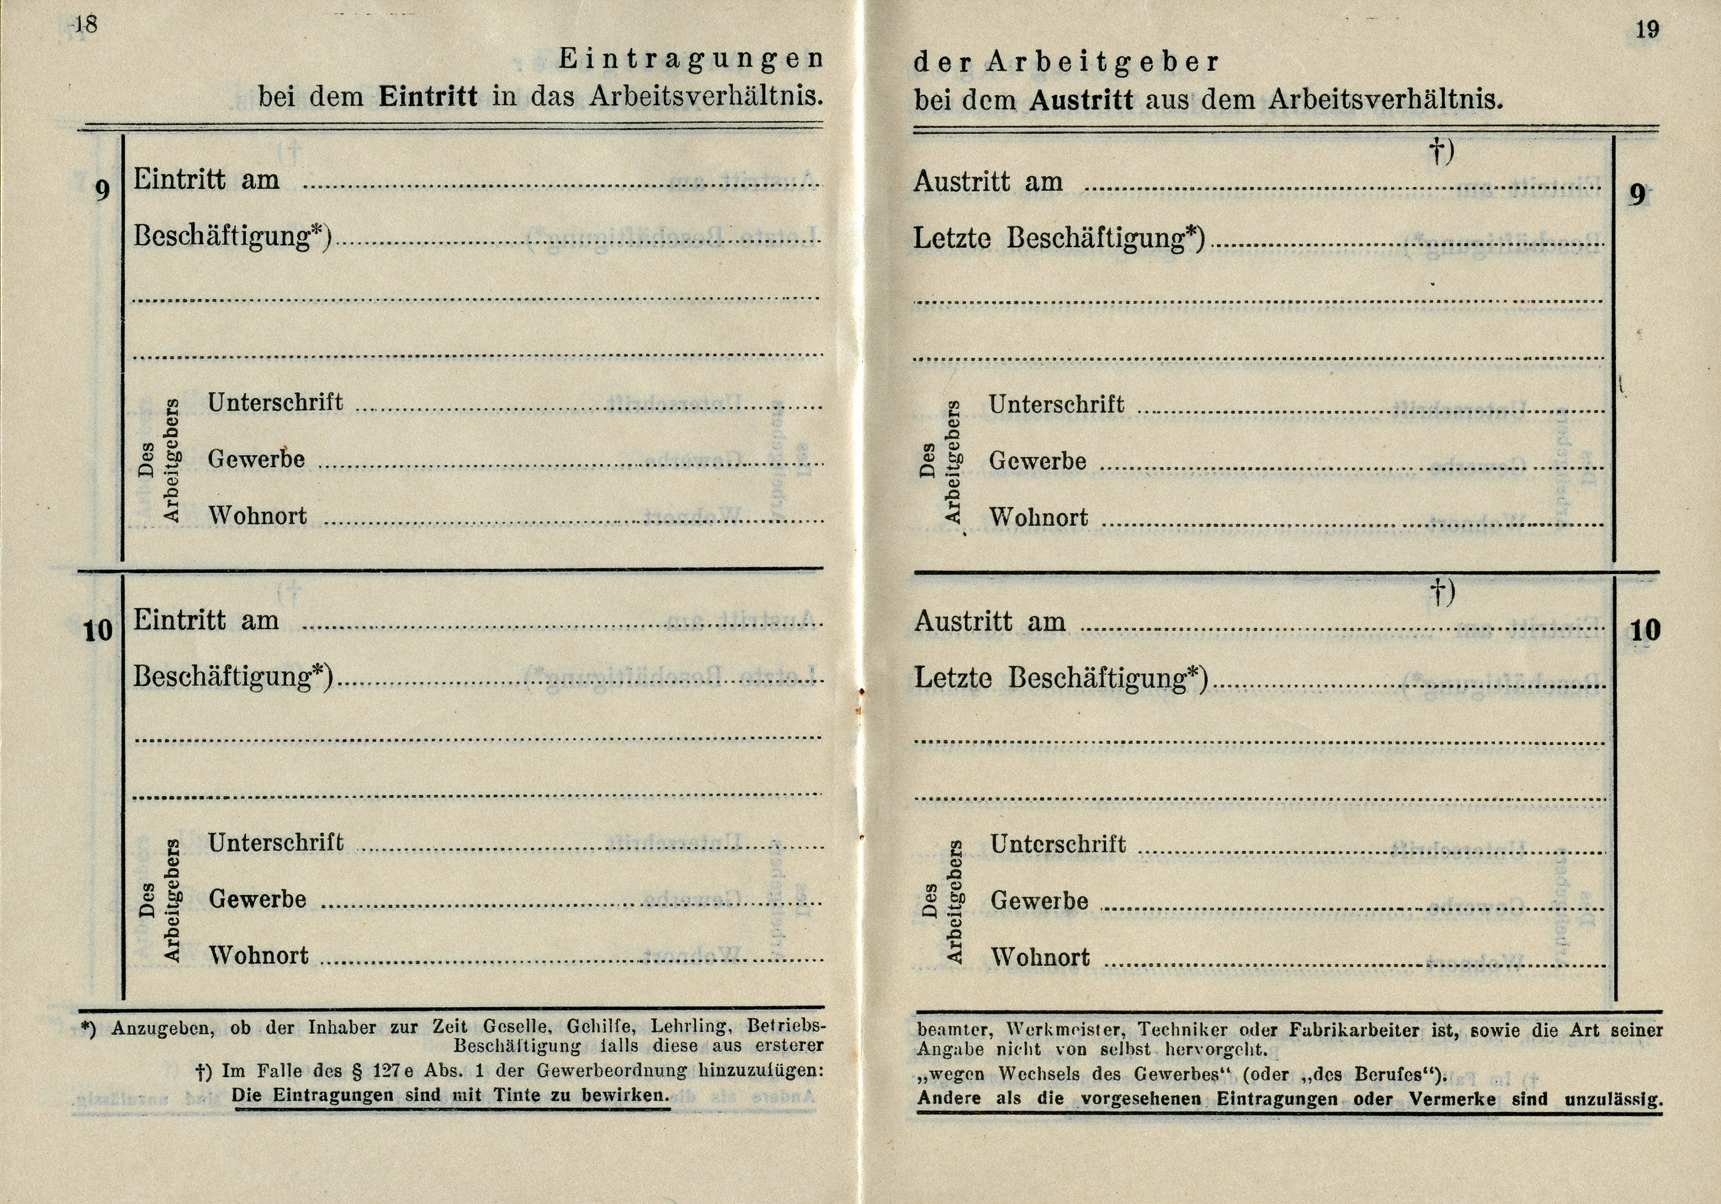 18
Eintragungen
bei dem Eintritt in das Arbeitsverhältnis.
9
Eintritt am
Beschäftigung*)
Des Arbeitgebers
Unterschrift
Gewerbe
Wohnort
10
Eintritt am
Beschäftigung*)
Des Arbeitgebers
Unterschrift
Gewerbe
Wohnort
*) Anzugeben, ob der Inhaber zur Zeit Geselle, Gehilfe, Lehrling, Betriebs-
Beschäftigung falls diese aus ersterer
†) Im Falle des § 127e Abs. 1 der Gewerbeordnung hinzuzufügen:
Die Eintragungen sind mit Tinte zu bewirken.
19
der Arbeitgeber
bei dem Austritt aus dem Arbeitsverhältnis.
†)
Austritt am
9
Letzte Beschäftigung*)
Des Arbeitgebers
Unterschrift
Gewerbe
Wohnort
†)
Austritt am
10
Letzte Beschäftigung*)
Des Arbeitgebers
Unterschrift
Gewerbe
Wohnort
beamter, Werkmeister, Techniker oder Fabrikarbeiter ist, sowie die Art seiner
Angabe nicht von selbst hervorgeht.
„wegen Wechsels des Gewerbes“ (oder „des Berufes“).
Andere als die vorgesehenen Eintragungen oder Vermerke sind unzulässig.